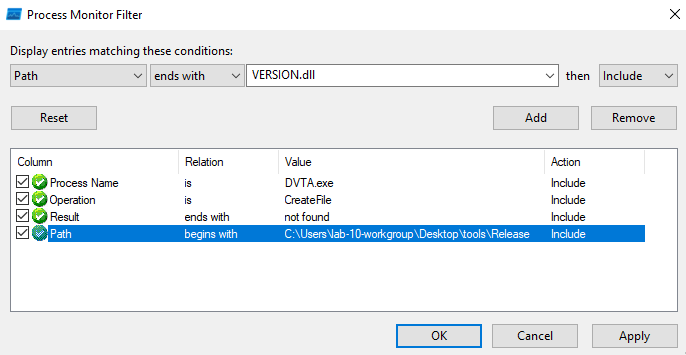 Process Monitor Filter
Display entries matching these conditions:
Path ends with VERSION.dll then Include
Reset Add Remove
Column Relation Value Action
Process Name is DVTA.exe Include
Operation is CreateFile Include
Result ends with not found Include
Path begins with C:\Users\lab-10-workgroup\Desktop\tools\Release Include
OK Cancel Apply